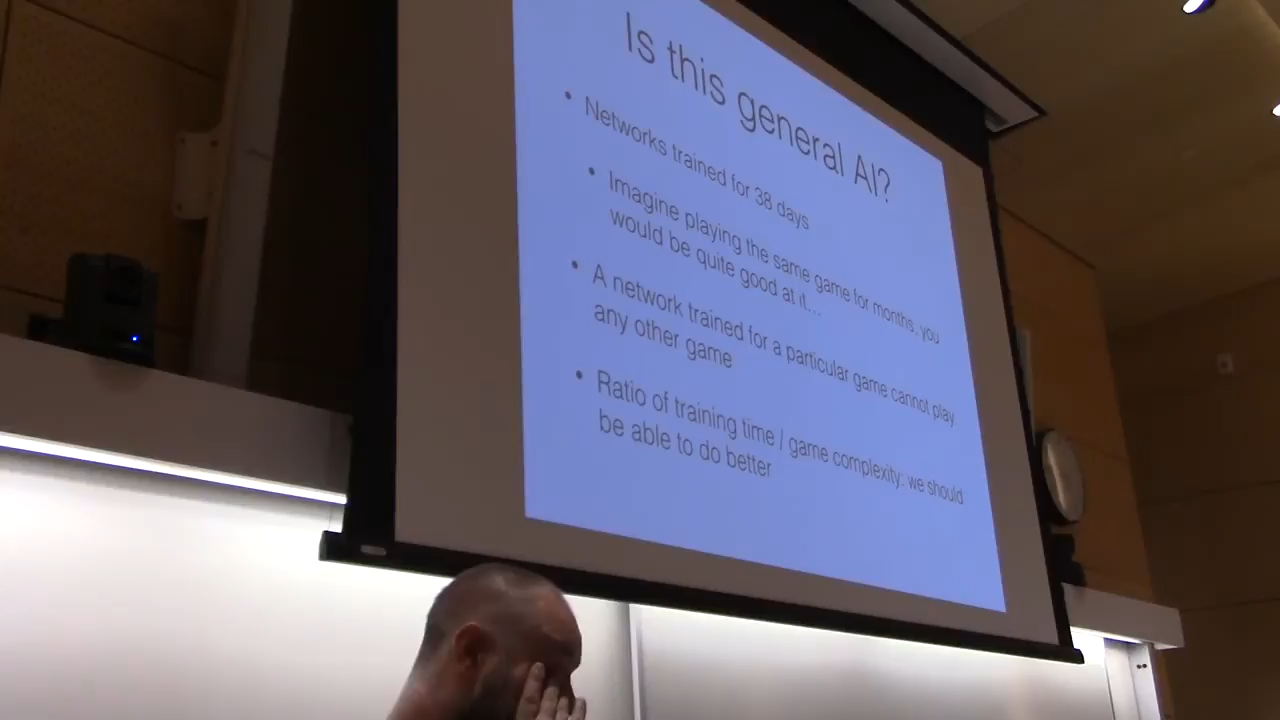 Is this general AI?
• Networks trained for 38 days
• Imagine playing the same game for months, you
would be quite good at it...
• A network trained for a particular game cannot play
any other game
• Ratio of training time / game complexity: we should
be able to do better